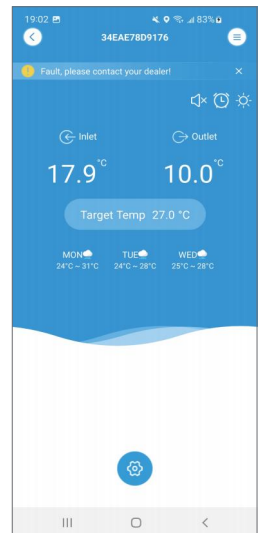 19:02 83%
34EAE78D9176
Fault, please contact your dealer!
Inlet Outlet
17.9°C 10.0°C
Target Temp 27.0 °C
MON TUE WED
24°C ~ 31°C 24°C ~ 28°C 25°C ~ 28°C